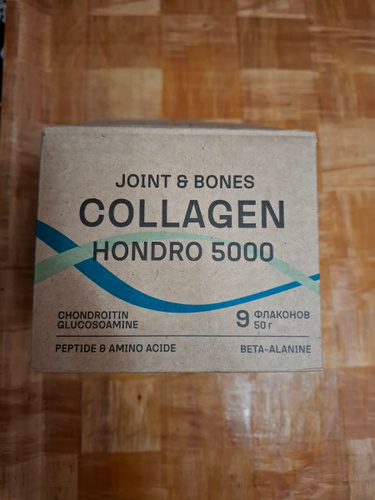 JOINT & BONES
COLLAGEN
HONDRO 5000
CHONDROITIN
GLUCOSOAMINE
9 ФЛАКОНОВ
50 г
PEPTIDE & AMINO ACIDE
BETA-ALANINE